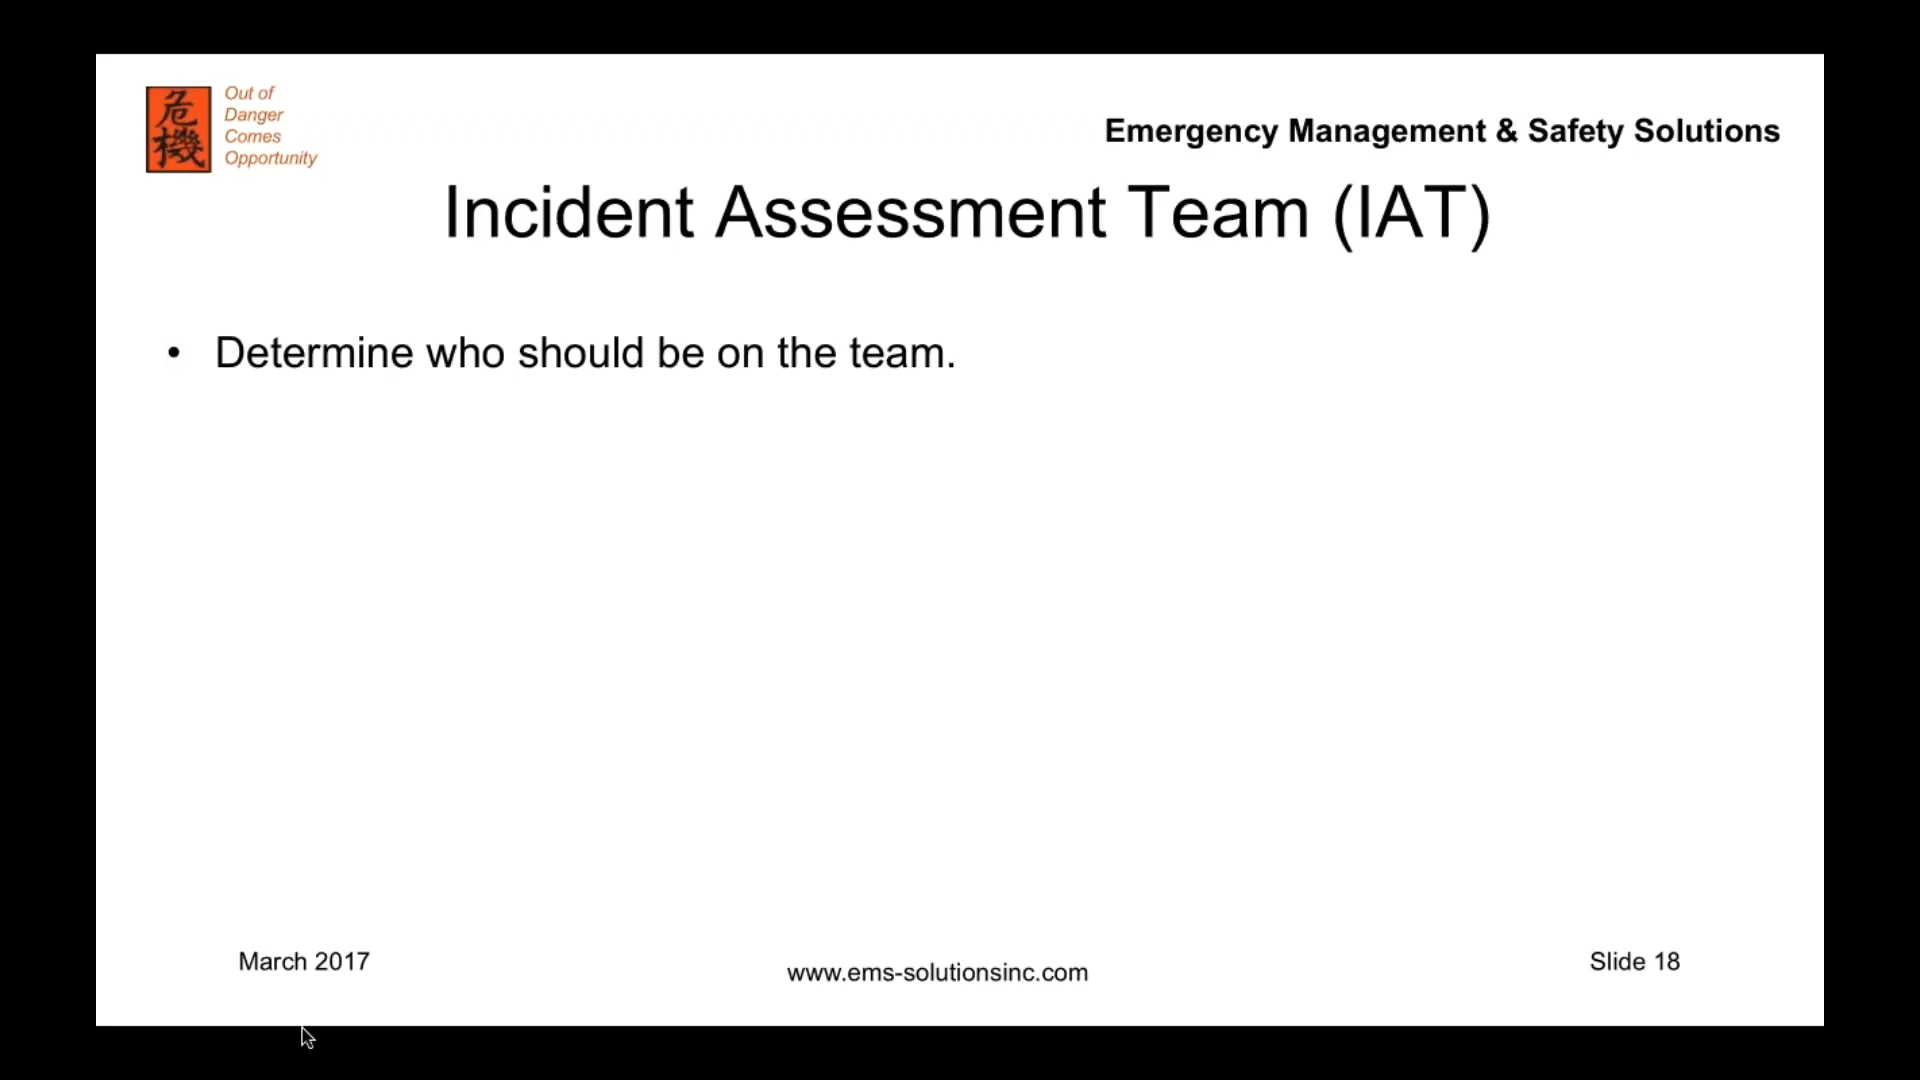 危
機
Out of
Danger
Comes
Opportunity
Emergency Management & Safety Solutions
Incident Assessment Team (IAT)
• Determine who should be on the team.
March 2017
www.ems-solutionsinc.com
Slide 18